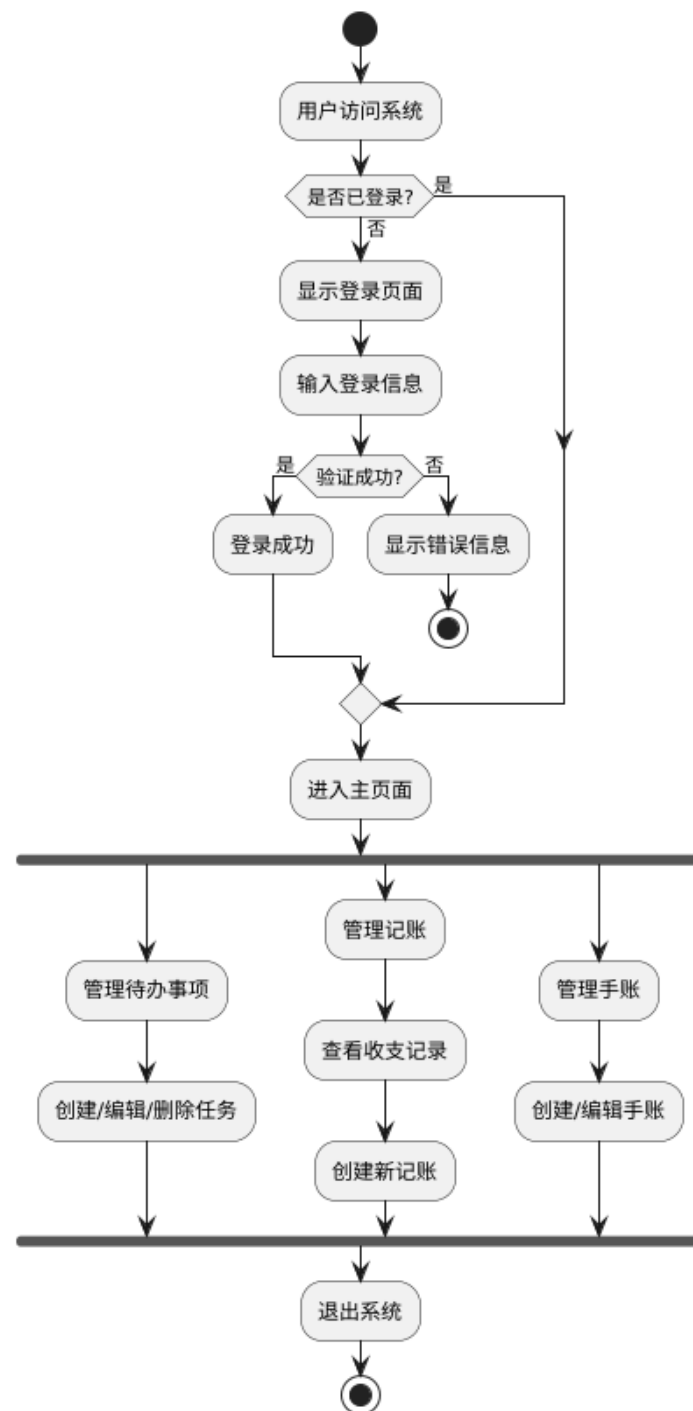 用户访问系统
是否已登录?
是
否
显示登录页面
输入登录信息
是
验证成功?
否
登录成功
显示错误信息
进入主页面
管理记账
管理待办事项
管理手账
查看收支记录
创建/编辑/删除任务
创建/编辑手账
创建新记账
退出系统